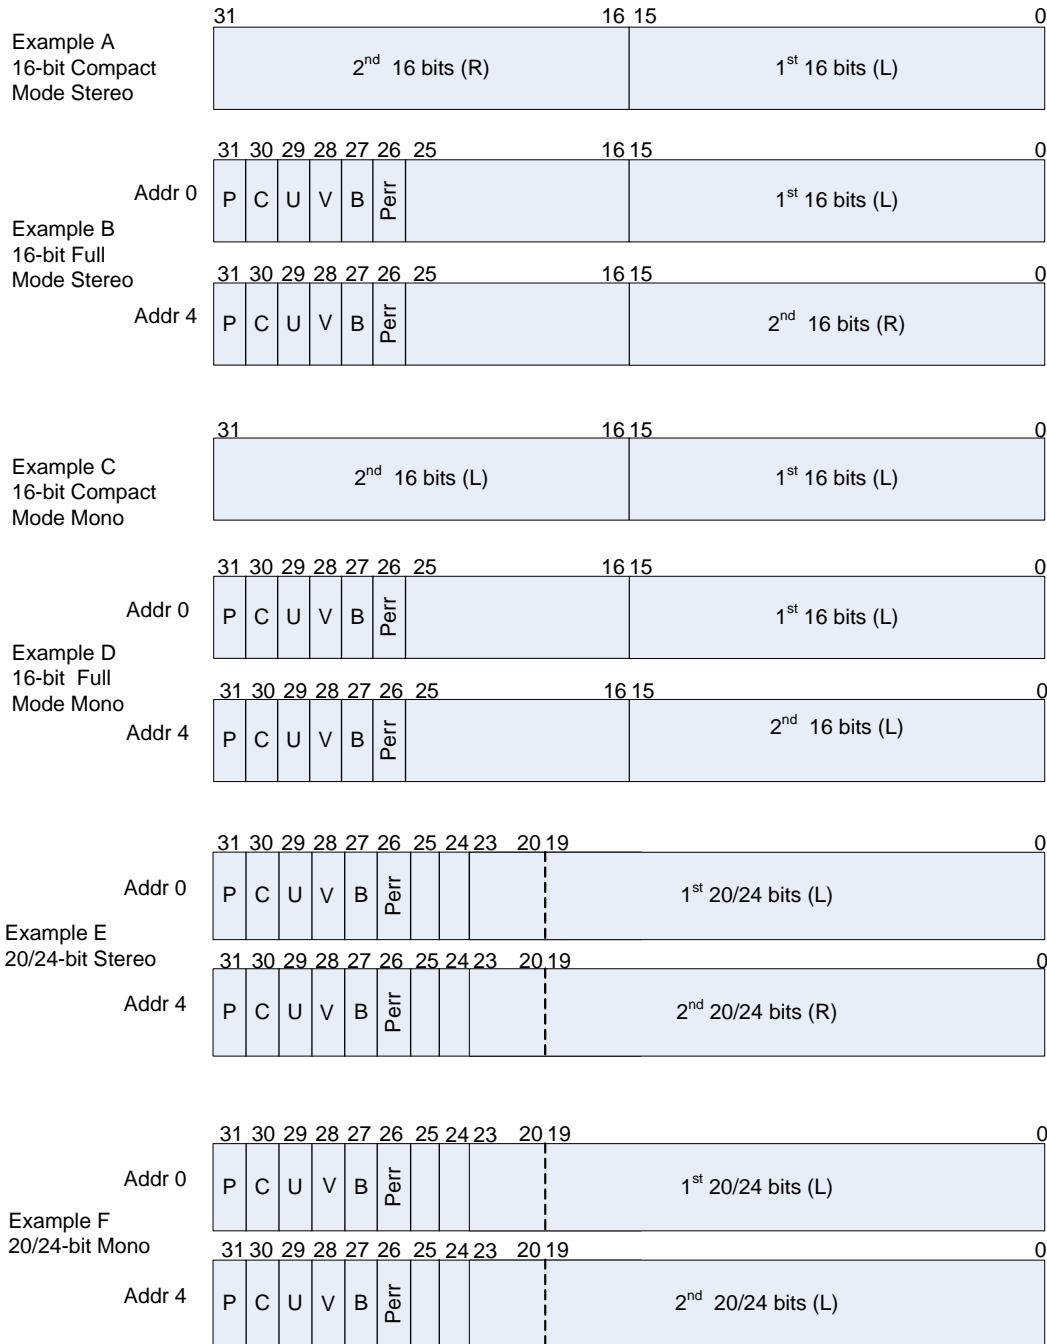 31 16 15 0
Example A
16-bit Compact
Mode Stereo
2nd 16 bits (R) 1st 16 bits (L)
31 30 29 28 27 26 25 16 15 0
Addr 0 P C U V B Perr 1st 16 bits (L)
Example B
16-bit Full
Mode Stereo
31 30 29 28 27 26 25 16 15 0
Addr 4 P C U V B Perr 2nd 16 bits (R)
31 16 15 0
Example C
16-bit Compact
Mode Mono
2nd 16 bits (L) 1st 16 bits (L)
31 30 29 28 27 26 25 16 15 0
Addr 0 P C U V B Perr 1st 16 bits (L)
Example D
16-bit Full
Mode Mono
31 30 29 28 27 26 25 16 15 0
Addr 4 P C U V B Perr 2nd 16 bits (L)
31 30 29 28 27 26 25 24 23 20 19 0
Addr 0 P C U V B Perr 1st 20/24 bits (L)
Example E
20/24-bit Stereo
31 30 29 28 27 26 25 24 23 20 19 0
Addr 4 P C U V B Perr 2nd 20/24 bits (R)
31 30 29 28 27 26 25 24 23 20 19 0
Addr 0 P C U V B Perr 1st 20/24 bits (L)
Example F
20/24-bit Mono
31 30 29 28 27 26 25 24 23 20 19 0
Addr 4 P C U V B Perr 2nd 20/24 bits (L)